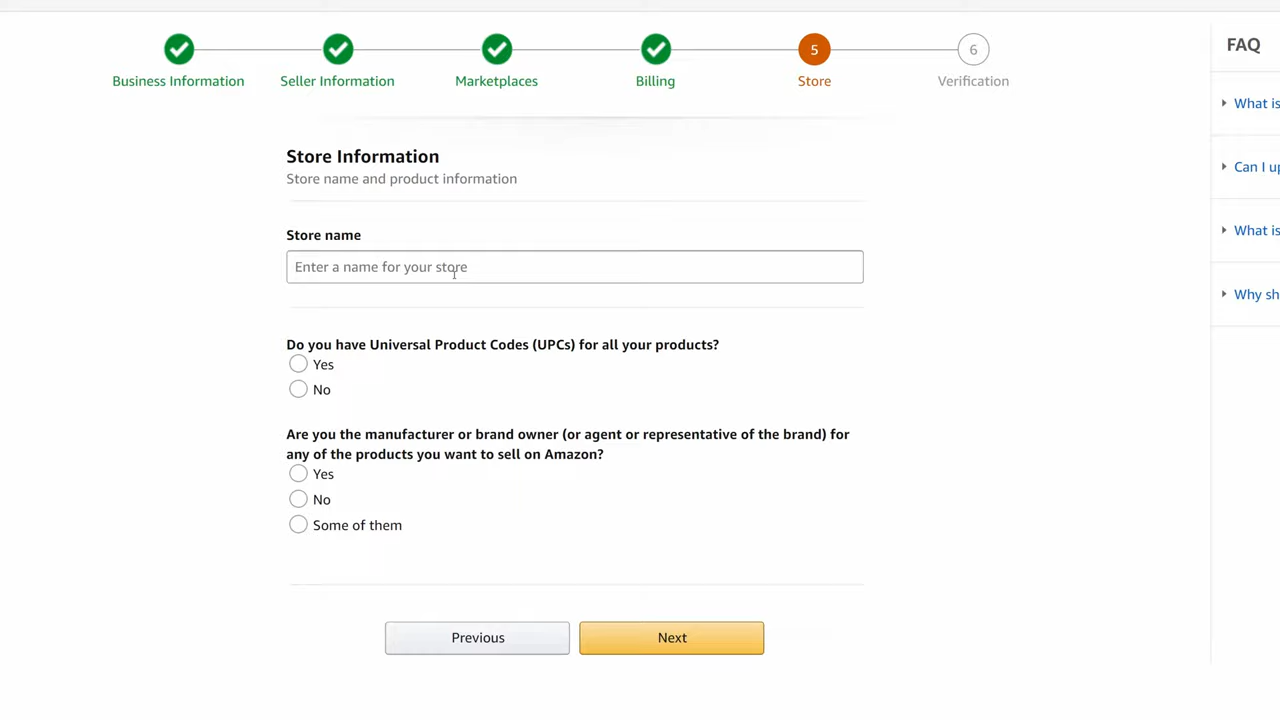 5
6
Business Information
Seller Information
Marketplaces
Billing
Store
Verification
FAQ
What is
Can I up
What is
Why sh
Store Information
Store name and product information
Store name
Enter a name for your store
Do you have Universal Product Codes (UPCs) for all your products?
Yes
No
Are you the manufacturer or brand owner (or agent or representative of the brand) for
any of the products you want to sell on Amazon?
Yes
No
Some of them
Previous
Next